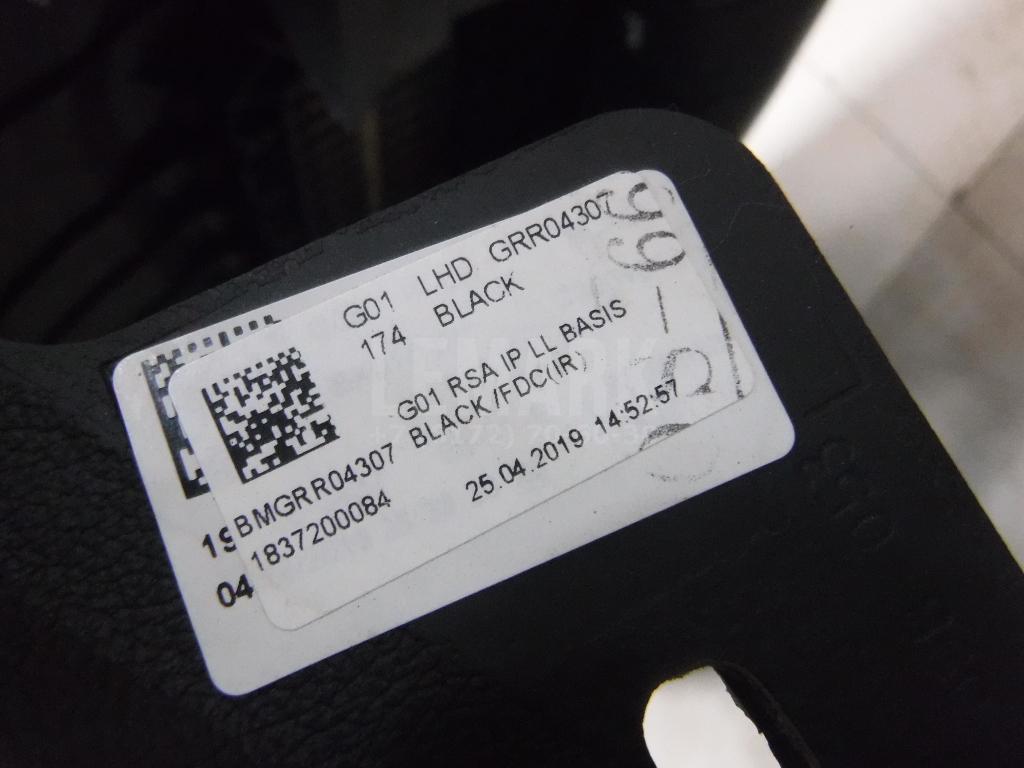 G01 LHD GRR04307
174 BLACK
G01 RSA IP LL BASIS
BLACK/FDC(IR)
BMGRR04307
1837200084
25.04.2019 14:52:57
19
04
LEMARK